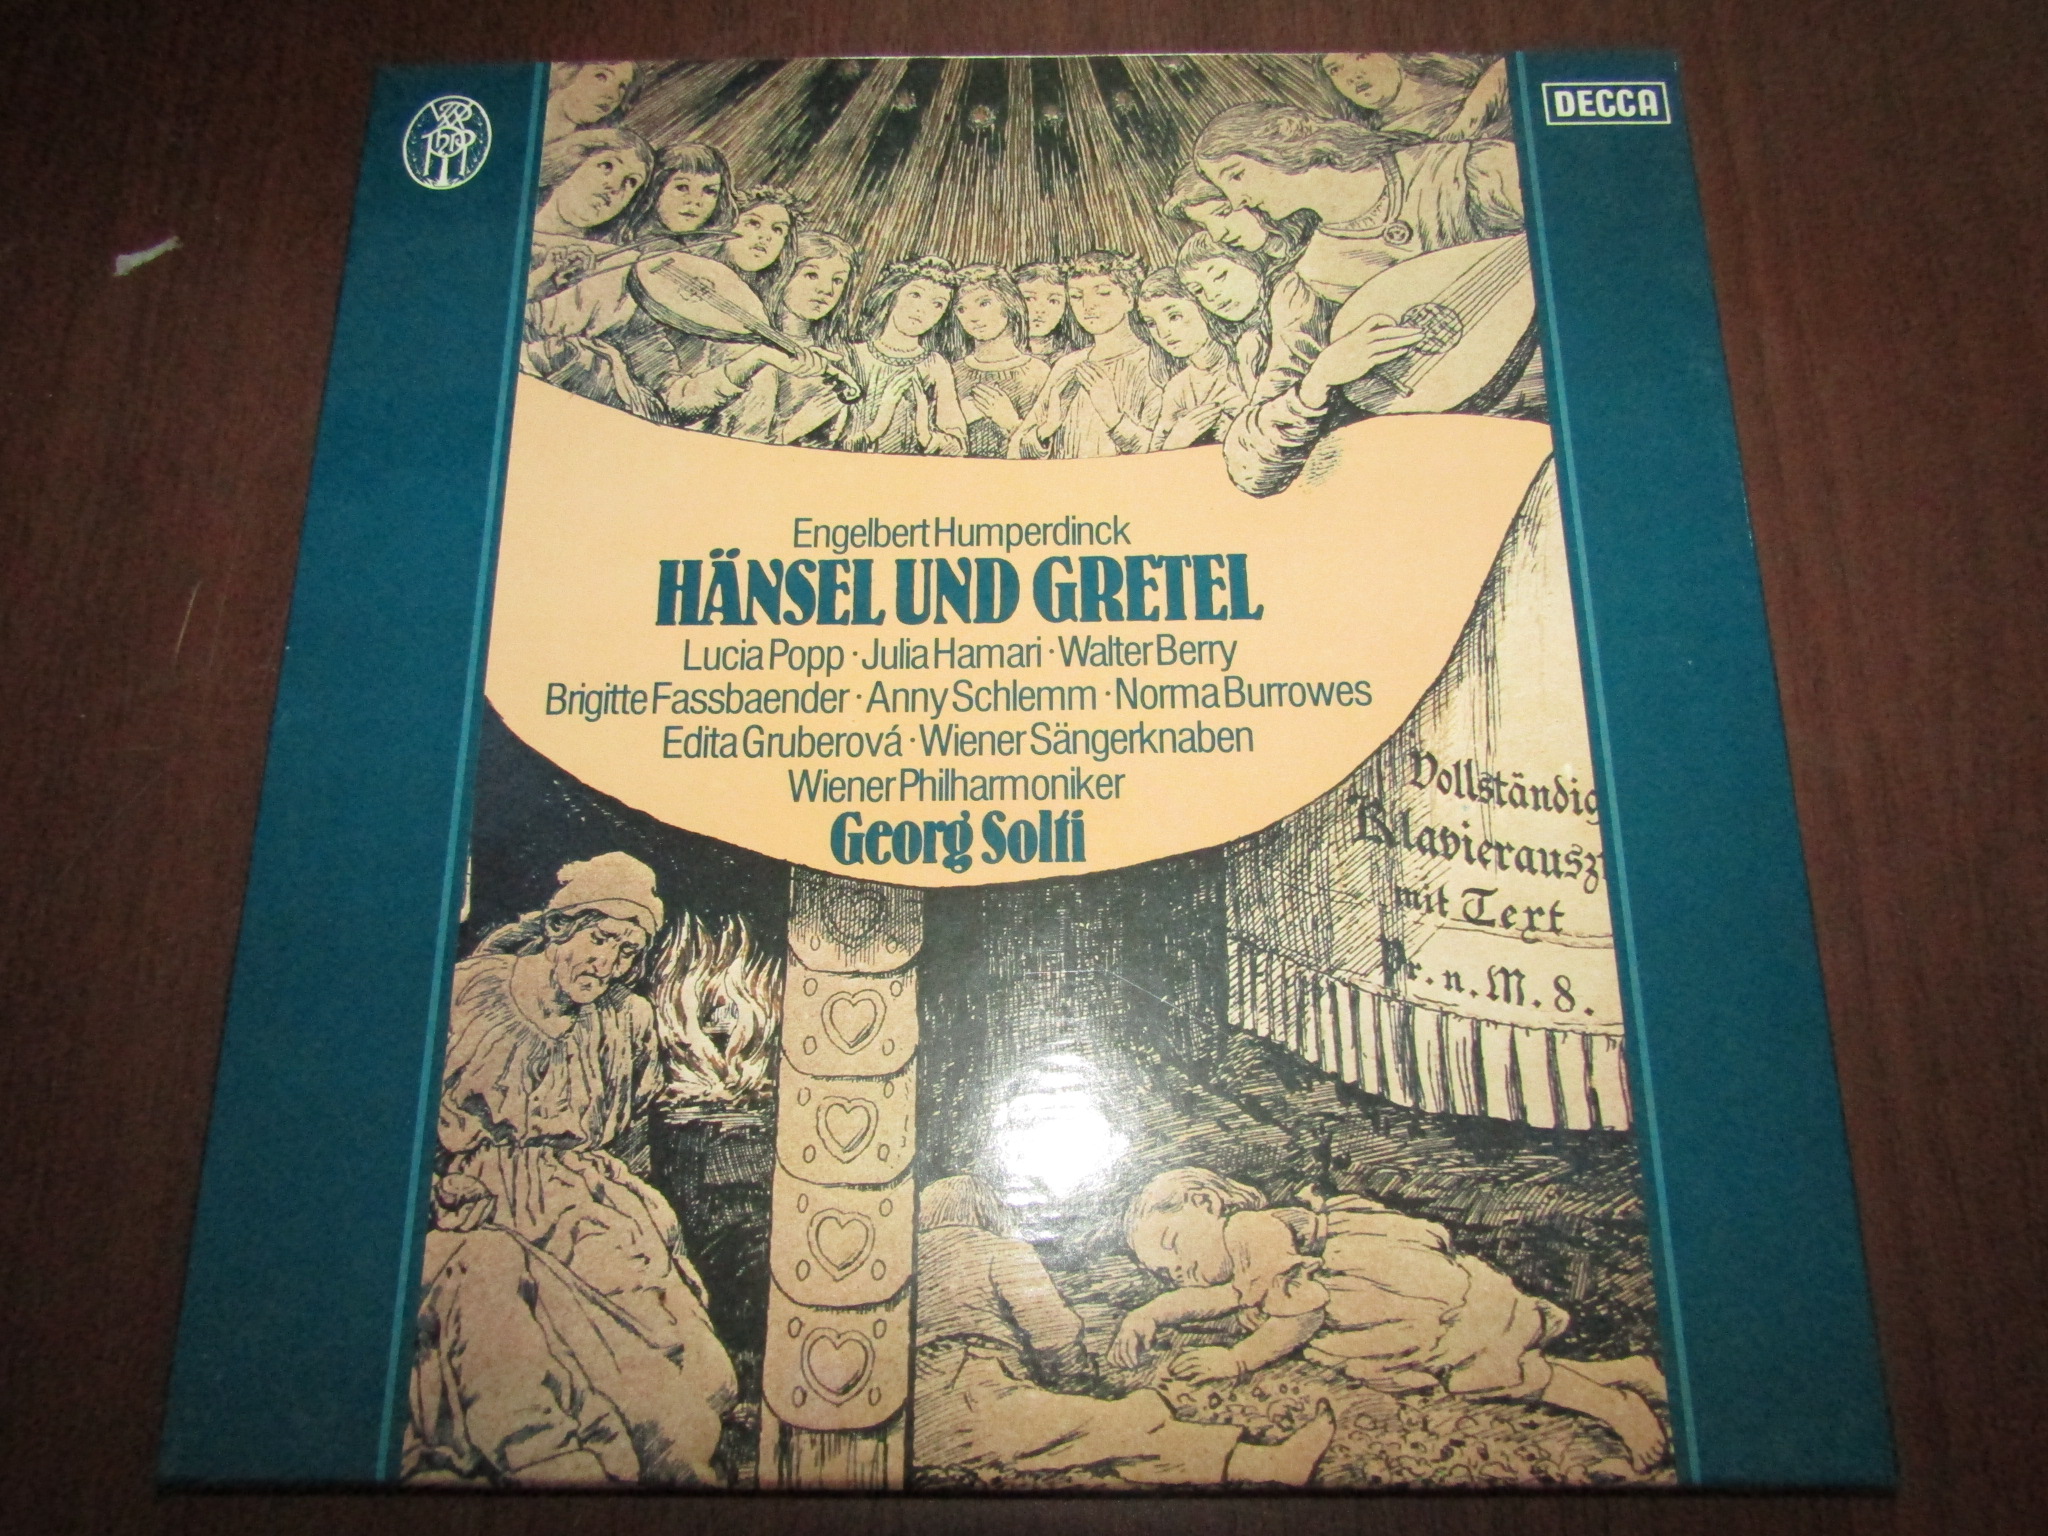 DECCA
Engelbert Humperdinck
HÄNSEL UND GRETEL
Lucia Popp · Julia Hamari · Walter Berry
Brigitte Fassbaender · Anny Schlemm · Norma Burrowes
Edita Gruberová · Wiener Sängerknaben
Wiener Philharmoniker
Georg Solti
Vollständig
Klavierausz
mit Text
Pr. n. M. 8.